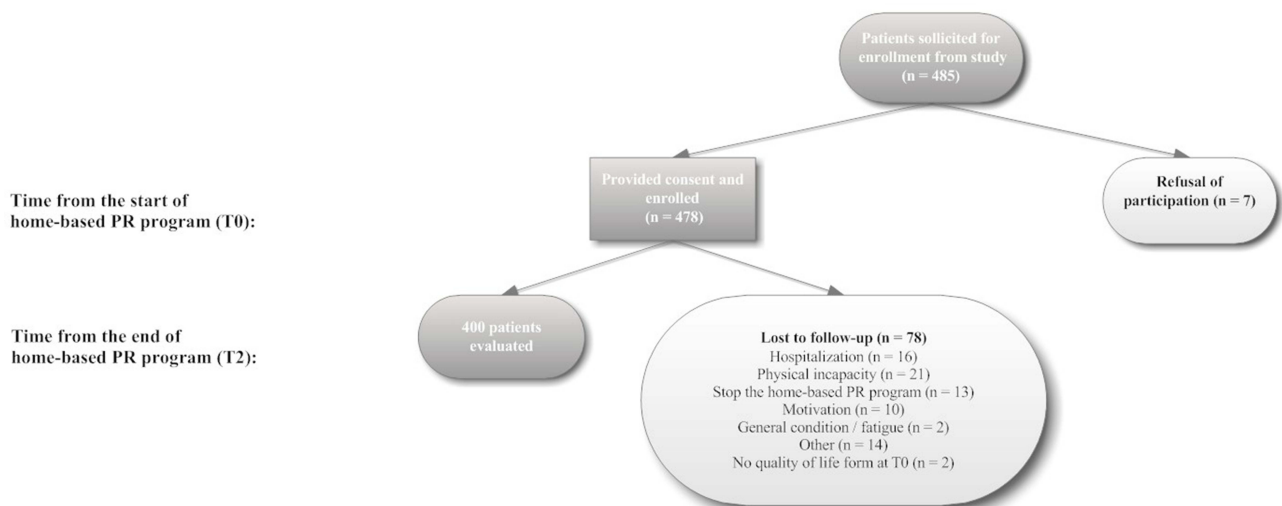 Patients sollicited for
enrollment from study
(n = 485)
Time from the start of
home-based PR program (T0):
Provided consent and
enrolled
(n = 478)
Refusal of
participation (n = 7)
Time from the end of
home-based PR program (T2):
400 patients
evaluated
Lost to follow-up (n = 78)
Hospitalization (n = 16)
Physical incapacity (n = 21)
Stop the home-based PR program (n = 13)
Motivation (n = 10)
General condition / fatigue (n = 2)
Other (n = 14)
No quality of life form at T0 (n = 2)